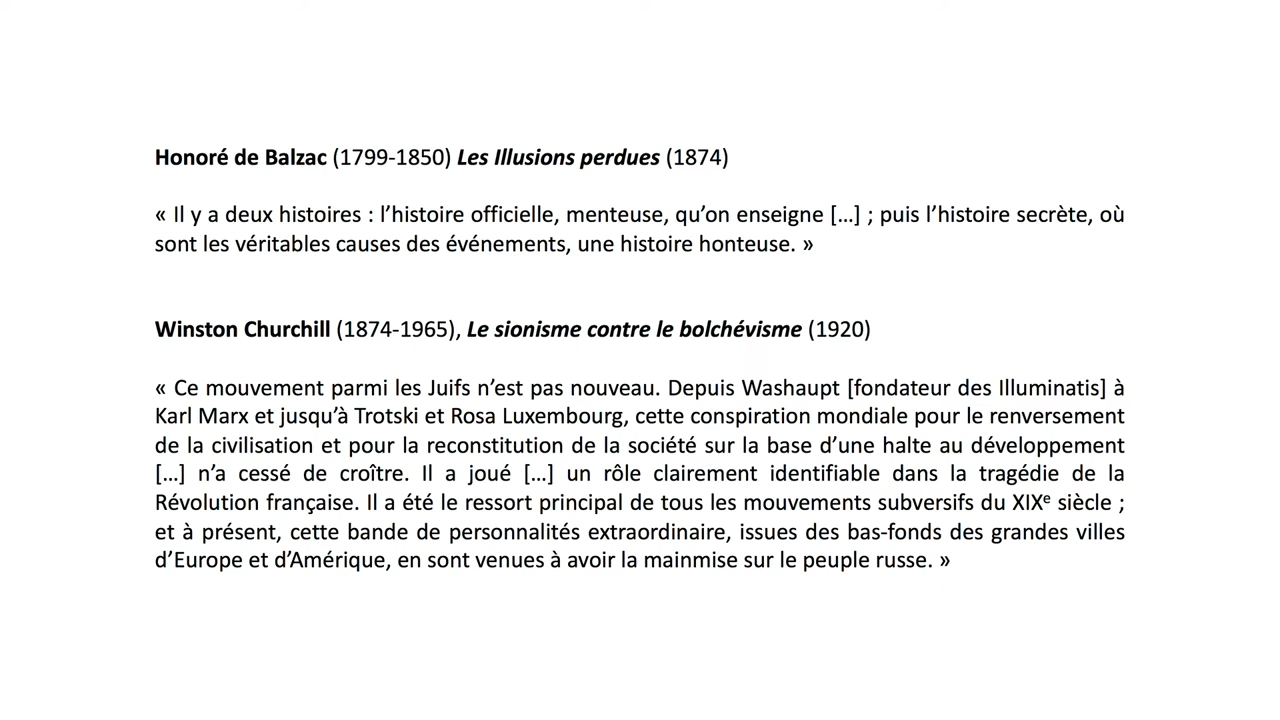 Honoré de Balzac (1799-1850) Les Illusions perdues (1874)
« Il y a deux histoires : l’histoire officielle, menteuse, qu’on enseigne […] ; puis l’histoire secrète, où
sont les véritables causes des événements, une histoire honteuse. »
Winston Churchill (1874-1965), Le sionisme contre le bolchévisme (1920)
« Ce mouvement parmi les Juifs n’est pas nouveau. Depuis Washaupt [fondateur des Illuminatis] à
Karl Marx et jusqu’à Trotski et Rosa Luxembourg, cette conspiration mondiale pour le renversement
de la civilisation et pour la reconstitution de la société sur la base d’une halte au développement
[…] n’a cessé de croître. Il a joué […] un rôle clairement identifiable dans la tragédie de la
Révolution française. Il a été le ressort principal de tous les mouvements subversifs du XIXᵉ siècle ;
et à présent, cette bande de personnalités extraordinaire, issues des bas-fonds des grandes villes
d’Europe et d’Amérique, en sont venues à avoir la mainmise sur le peuple russe. »